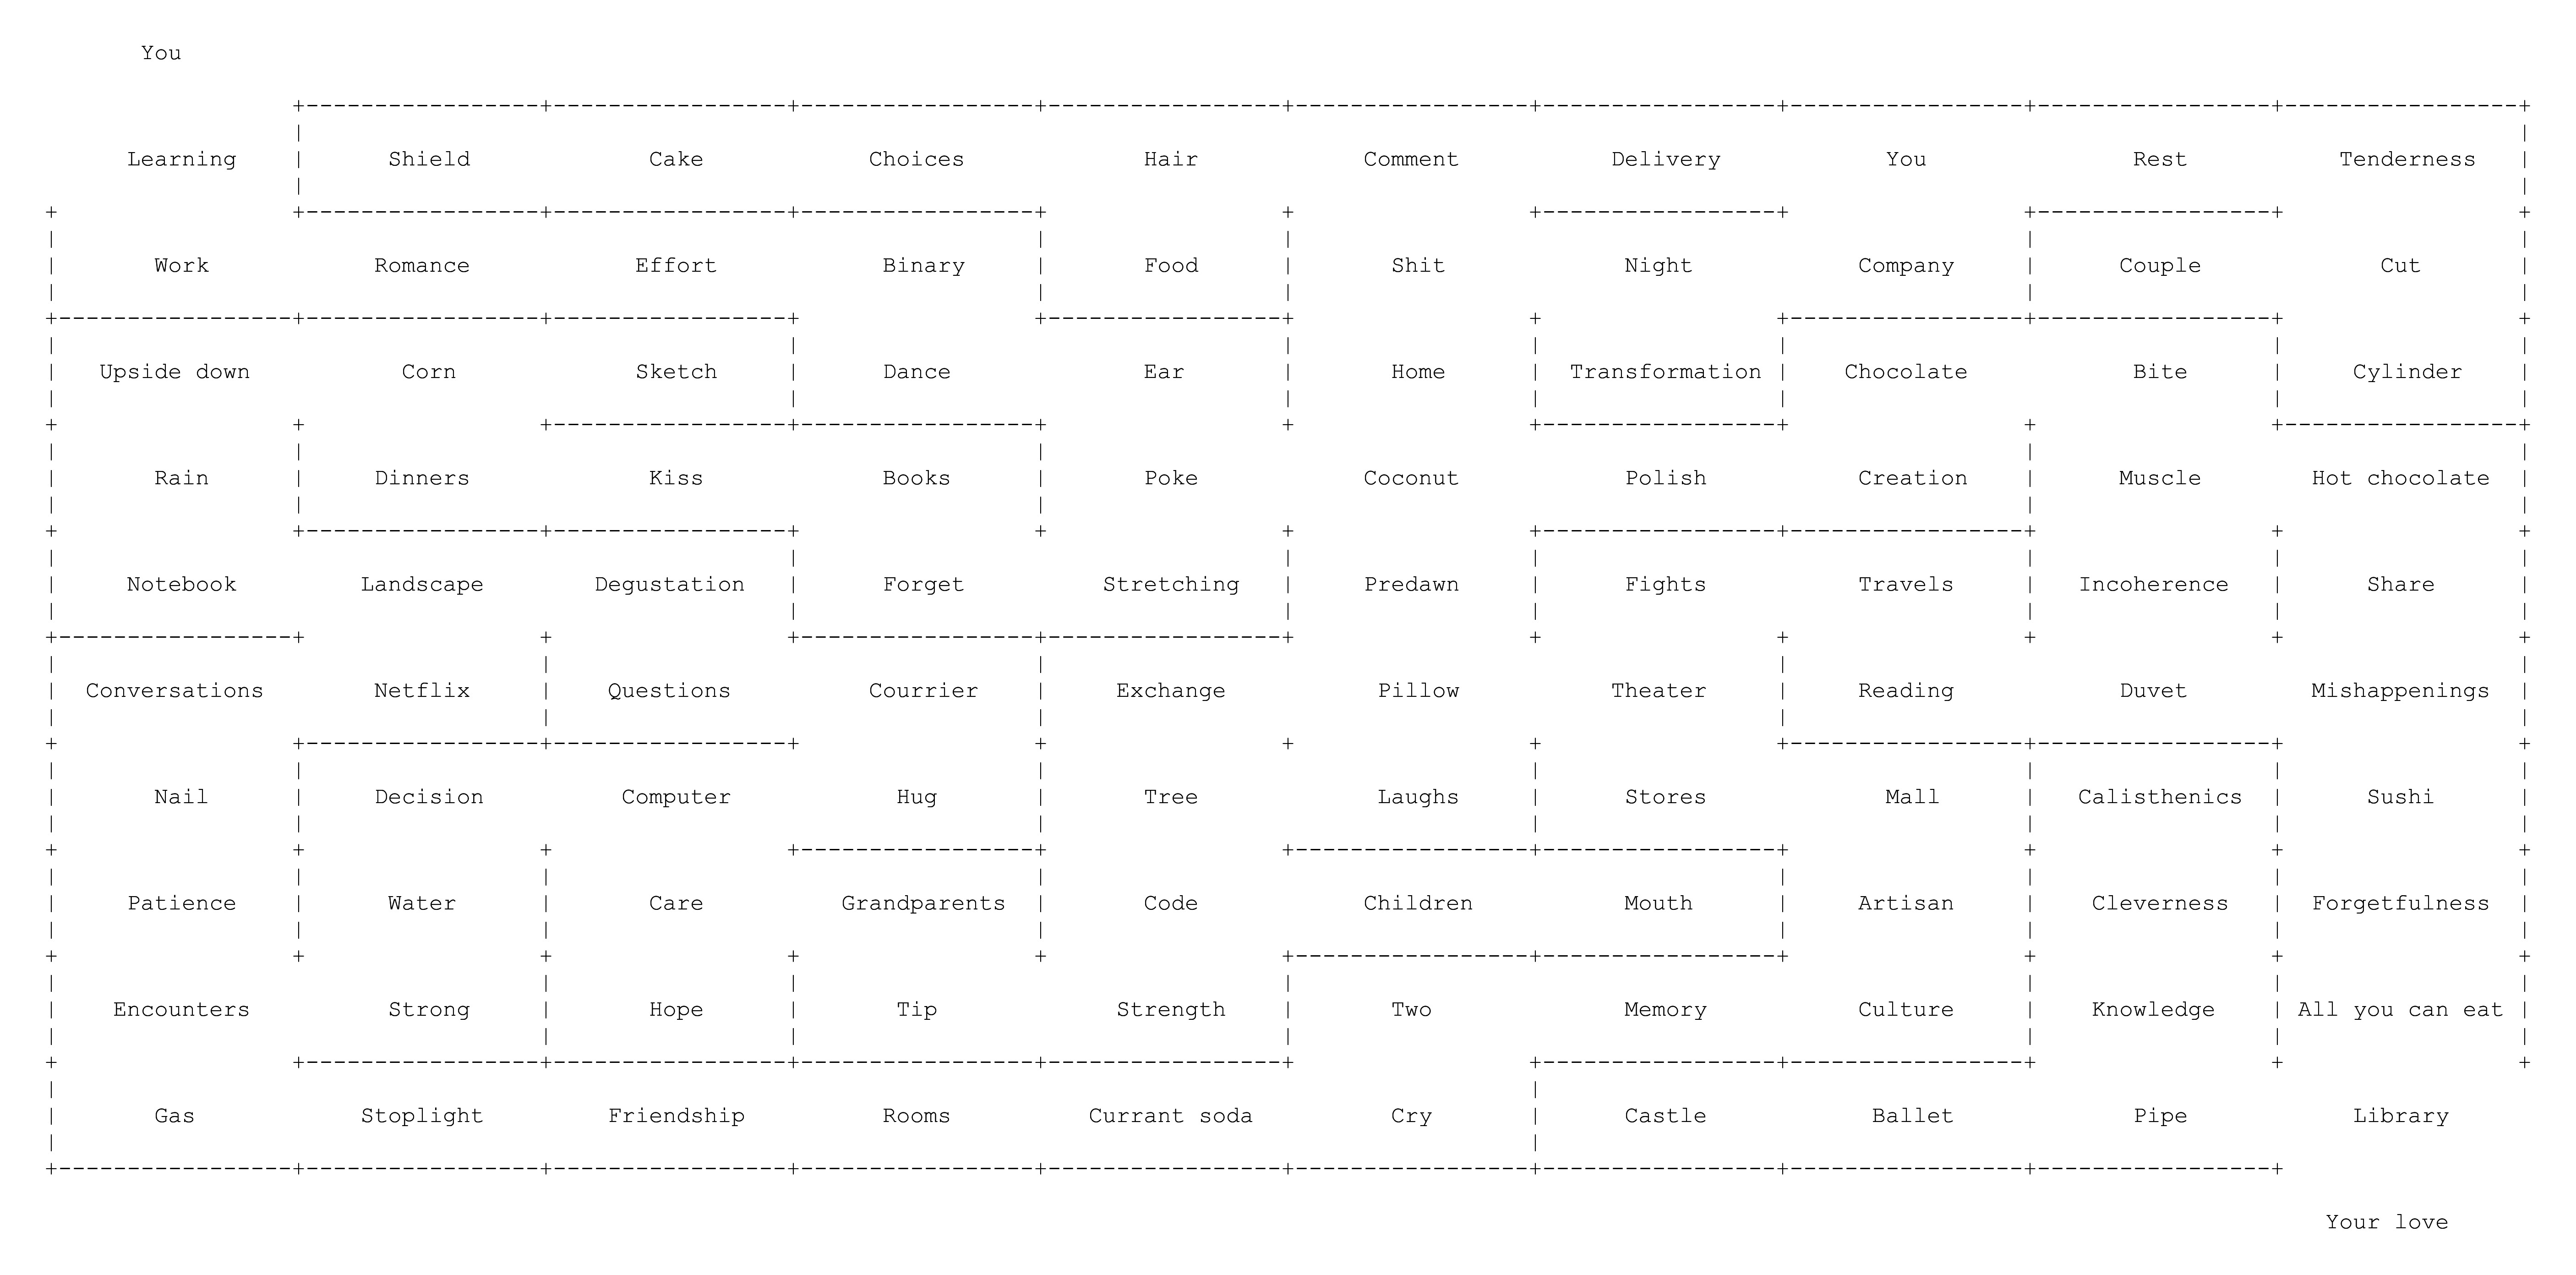 You
Learning Shield Cake Choices Hair Comment Delivery You Rest Tenderness
Work Romance Effort Binary Food Shit Night Company Couple Cut
Upside down Corn Sketch Dance Ear Home Transformation Chocolate Bite Cylinder
Rain Dinners Kiss Books Poke Coconut Polish Creation Muscle Hot chocolate
Notebook Landscape Degustation Forget Stretching Predawn Fights Travels Incoherence Share
Conversations Netflix Questions Courrier Exchange Pillow Theater Reading Duvet Mishappenings
Nail Decision Computer Hug Tree Laughs Stores Mall Calisthenics Sushi
Patience Water Care Grandparents Code Children Mouth Artisan Cleverness Forgetfulness
Encounters Strong Hope Tip Strength Two Memory Culture Knowledge All you can eat
Gas Stoplight Friendship Rooms Currant soda Cry Castle Ballet Pipe Library
Your love